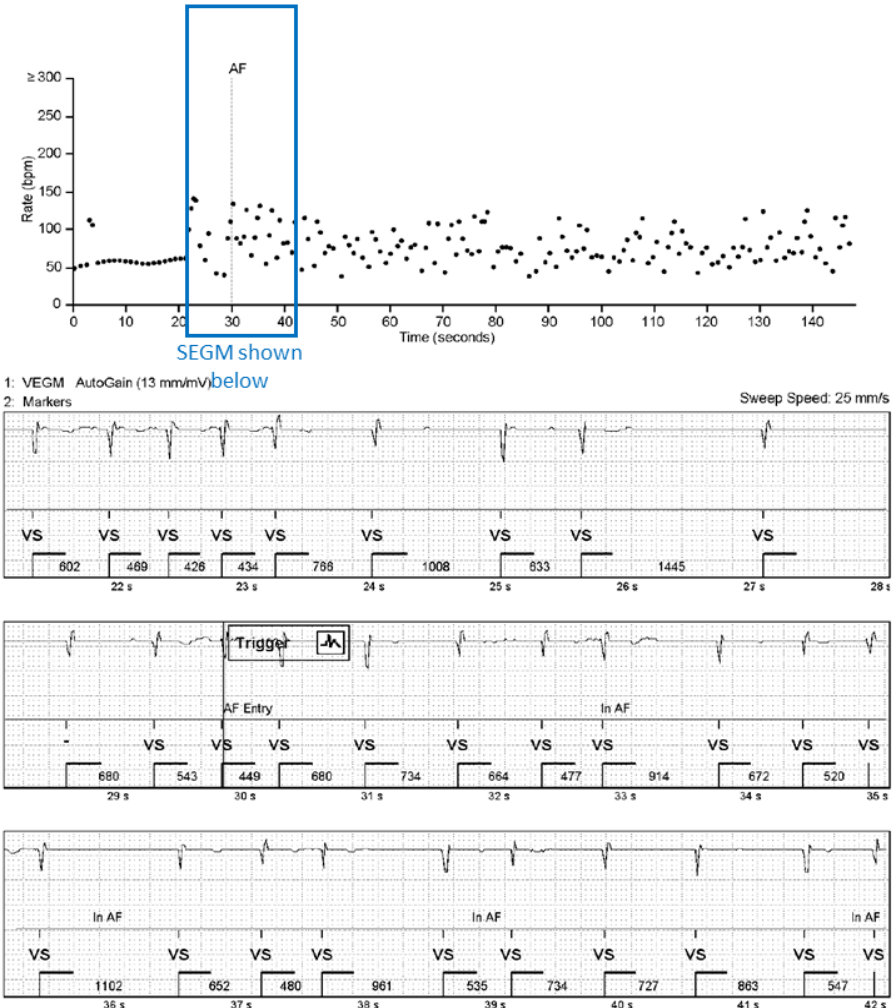 AF
≥300
250
200
150
100
50
0
Rate (bpm)
0 10 20 30 40 50 60 70 80 90 100 110 120 130 140
Time (seconds)
SEGM shown
below
1: VEGM AutoGain (13 mm/mV)
2: Markers
Sweep Speed: 25 mm/s
VS VS VS VS VS VS VS VS VS
602 469 426 434 766 1008 633 1445
22 s 23 s 24 s 25 s 26 s 27 s 28 s
Trigger
AF Entry In AF
- VS VS VS VS VS VS VS VS VS VS
680 543 449 680 734 664 477 914 672 520
29 s 30 s 31 s 32 s 33 s 34 s 35 s
In AF In AF In AF
VS VS VS VS VS VS VS VS VS VS
1102 652 480 961 535 734 727 863 547
36 s 37 s 38 s 39 s 40 s 41 s 42 s